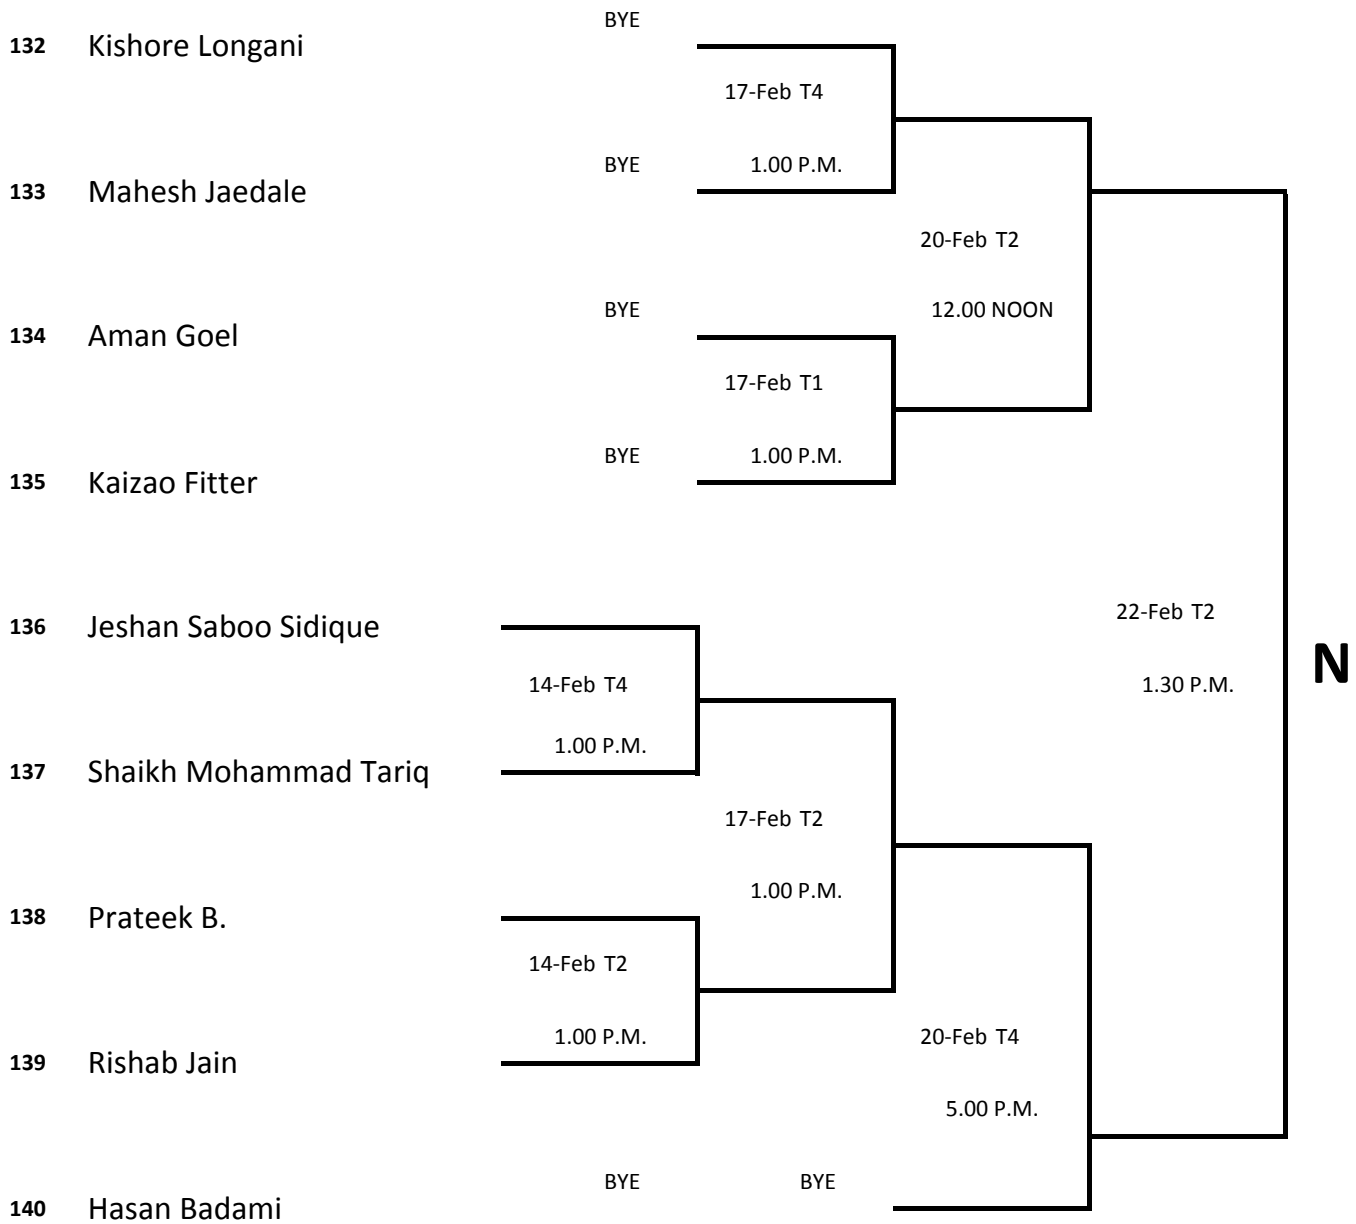 BYE
132 Kishore Longani
17-Feb T4
BYE 1.00 P.M.
133 Mahesh Jaedale
20-Feb T2
BYE 12.00 NOON
134 Aman Goel
17-Feb T1
BYE 1.00 P.M.
135 Kaizao Fitter
22-Feb T2
136 Jeshan Saboo Sidique
N
14-Feb T4 1.30 P.M.
1.00 P.M.
137 Shaikh Mohammad Tariq
17-Feb T2
1.00 P.M.
138 Prateek B.
14-Feb T2
1.00 P.M. 20-Feb T4
139 Rishab Jain
5.00 P.M.
BYE BYE
140 Hasan Badami